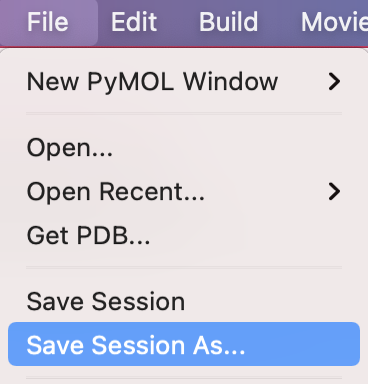 File Edit Build Movie
New PyMOL Window
Open...
Open Recent...
Get PDB...
Save Session
Save Session As...